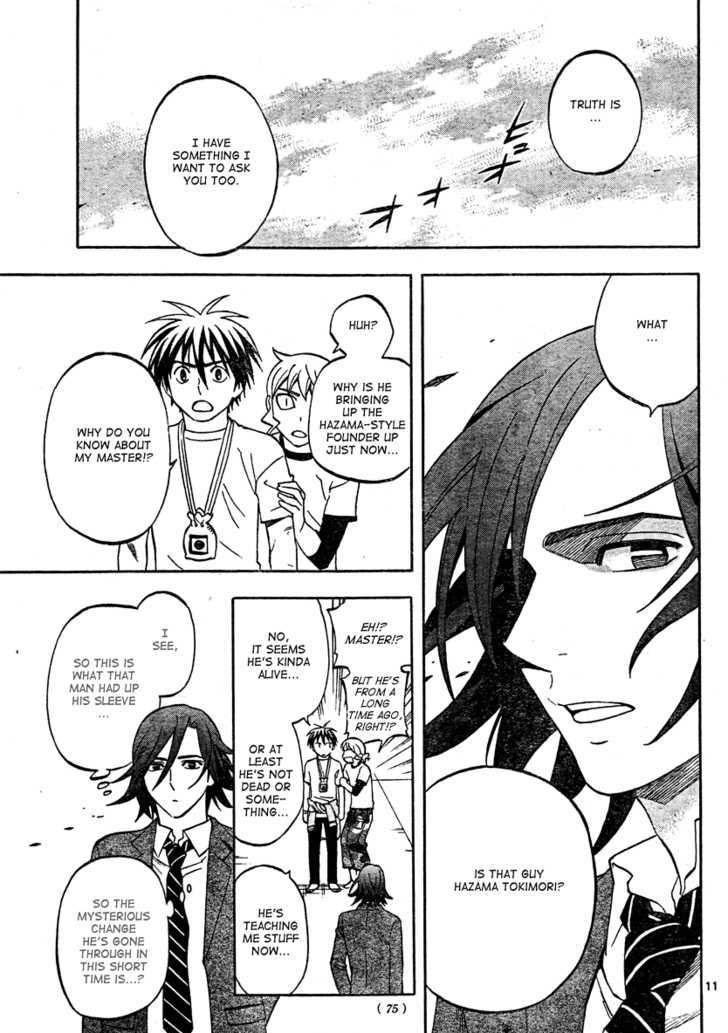 TRUTH IS
...
I HAVE
SOMETHING I
WANT TO ASK
YOU TOO.
WHAT
...
IS THAT GUY
HAZAMA TOKIMORI?
HUH?
WHY IS HE
BRINGING
UP THE
HAZAMA-STYLE
FOUNDER UP
JUST NOW...
WHY DO YOU
KNOW ABOUT
MY MASTER!?
EH!?
MASTER!?
BUT HE'S
FROM A
LONG
TIME AGO,
RIGHT!?
NO,
IT SEEMS
HE'S KINDA
ALIVE...
OR AT
LEAST
HE'S NOT
DEAD OR
SOME-
THING...
HE'S
TEACHING
ME STUFF
NOW...
I
SEE,
SO THIS IS
WHAT THAT
MAN HAD UP
HIS SLEEVE
...
SO THE
MYSTERIOUS
CHANGE
HE'S GONE
THROUGH IN
THIS SHORT
TIME IS...?
11
( 75 )